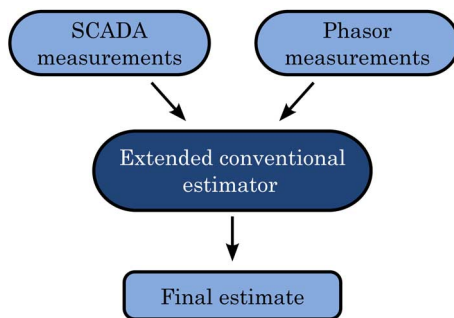 SCADA
measurements
Phasor
measurements
Extended conventional
estimator
Final estimate